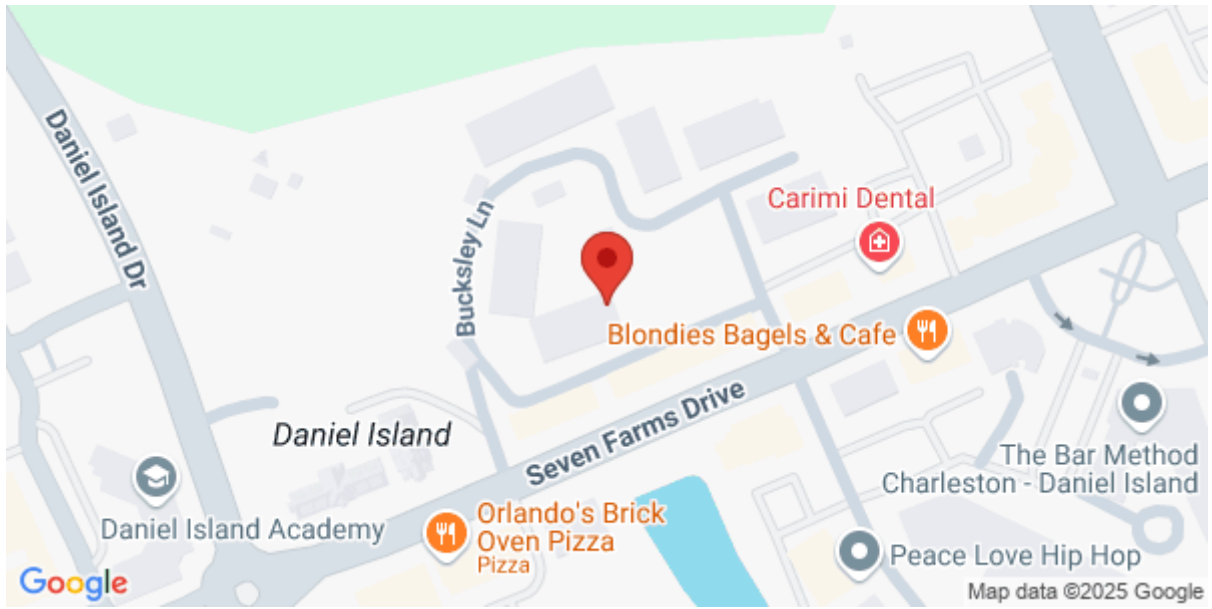 Daniel Island Dr
Bucksley Ln
Carimi Dental
Blondies Bagels & Cafe
Daniel Island
Seven Farms Drive
The Bar Method
Charleston - Daniel Island
Daniel Island Academy
Orlando's Brick
Oven Pizza
Pizza
Peace Love Hip Hop
Google
Map data ©2025 Google